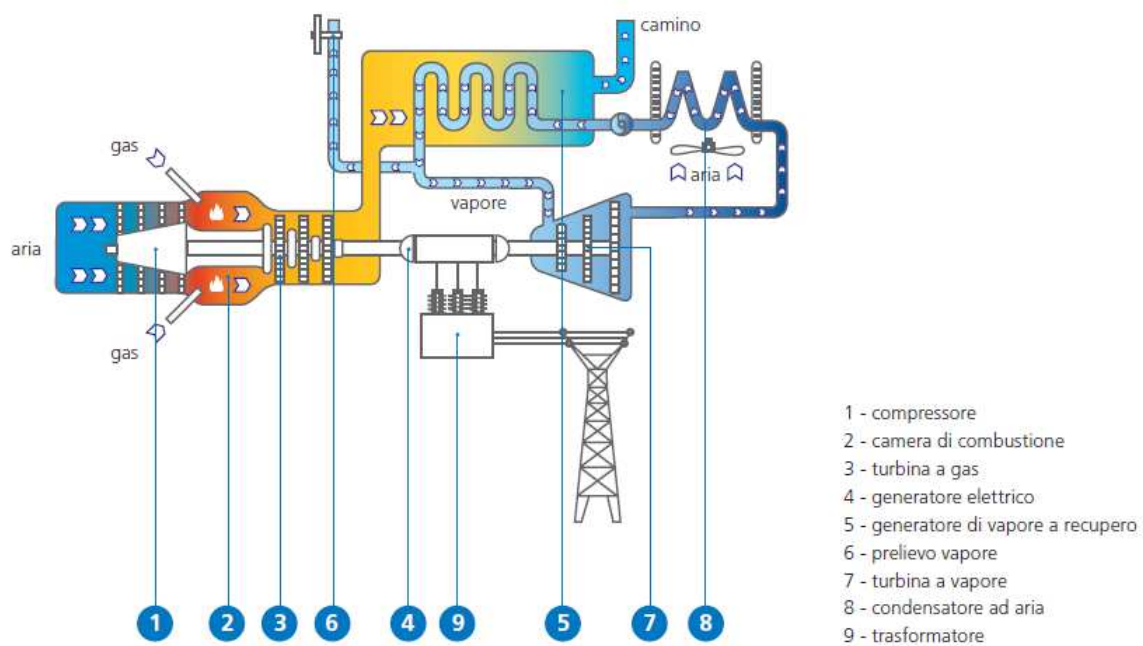 camino
gas
aria
aria
vapore
gas
1 - compressore
2 - camera di combustione
3 - turbina a gas
4 - generatore elettrico
5 - generatore di vapore a recupero
6 - prelievo vapore
7 - turbina a vapore
8 - condensatore ad aria
9 - trasformatore
1 2 3 6 4 9 5 7 8